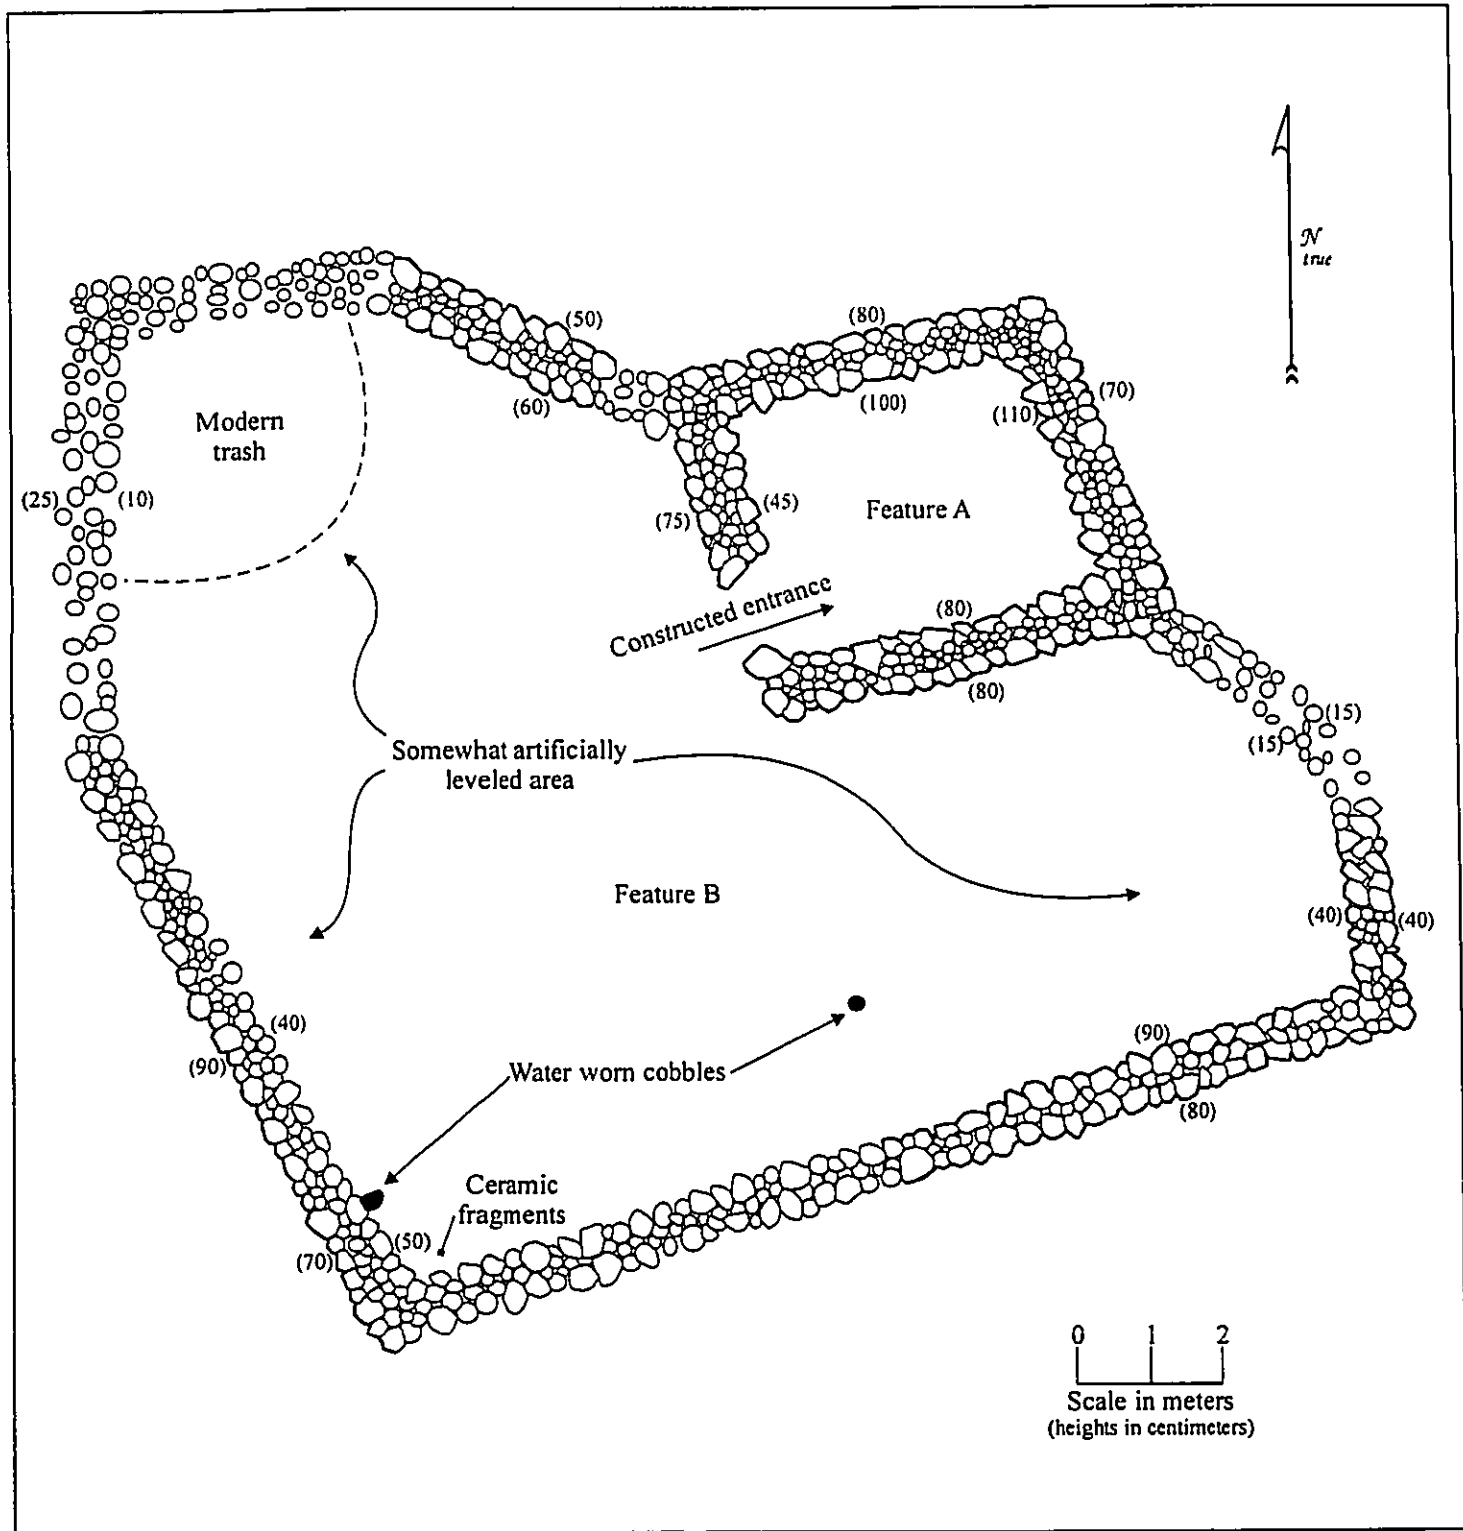 N
true
(50)
(80)
(60)
(100)
(110)
(70)
Modern
trash
(25)
(10)
(75)
(45)
Feature A
Constructed entrance
(80)
(80)
(15)
(15)
Somewhat artificially
leveled area
Feature B
(40)
(40)
(40)
(90)
Water worn cobbles
(90)
(80)
Ceramic
fragments
(50)
(70)
0 1 2
Scale in meters
(heights in centimeters)